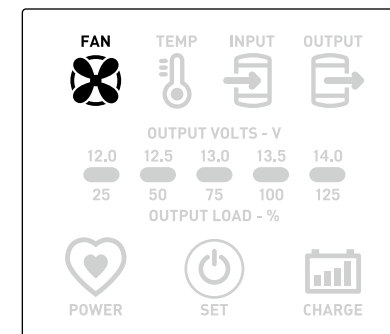 FAN TEMP INPUT OUTPUT
OUTPUT VOLTS - V
12.0 12.5 13.0 13.5 14.0
25 50 75 100 125
OUTPUT LOAD - %
POWER SET CHARGE